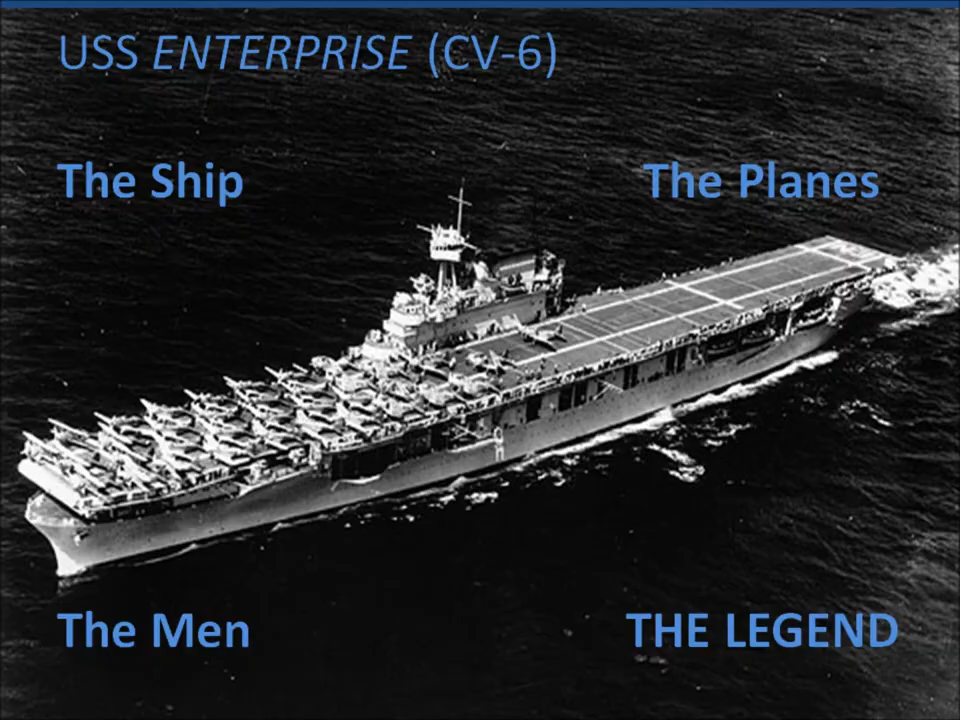 USS ENTERPRISE (CV-6)
The Ship
The Planes
The Men
THE LEGEND